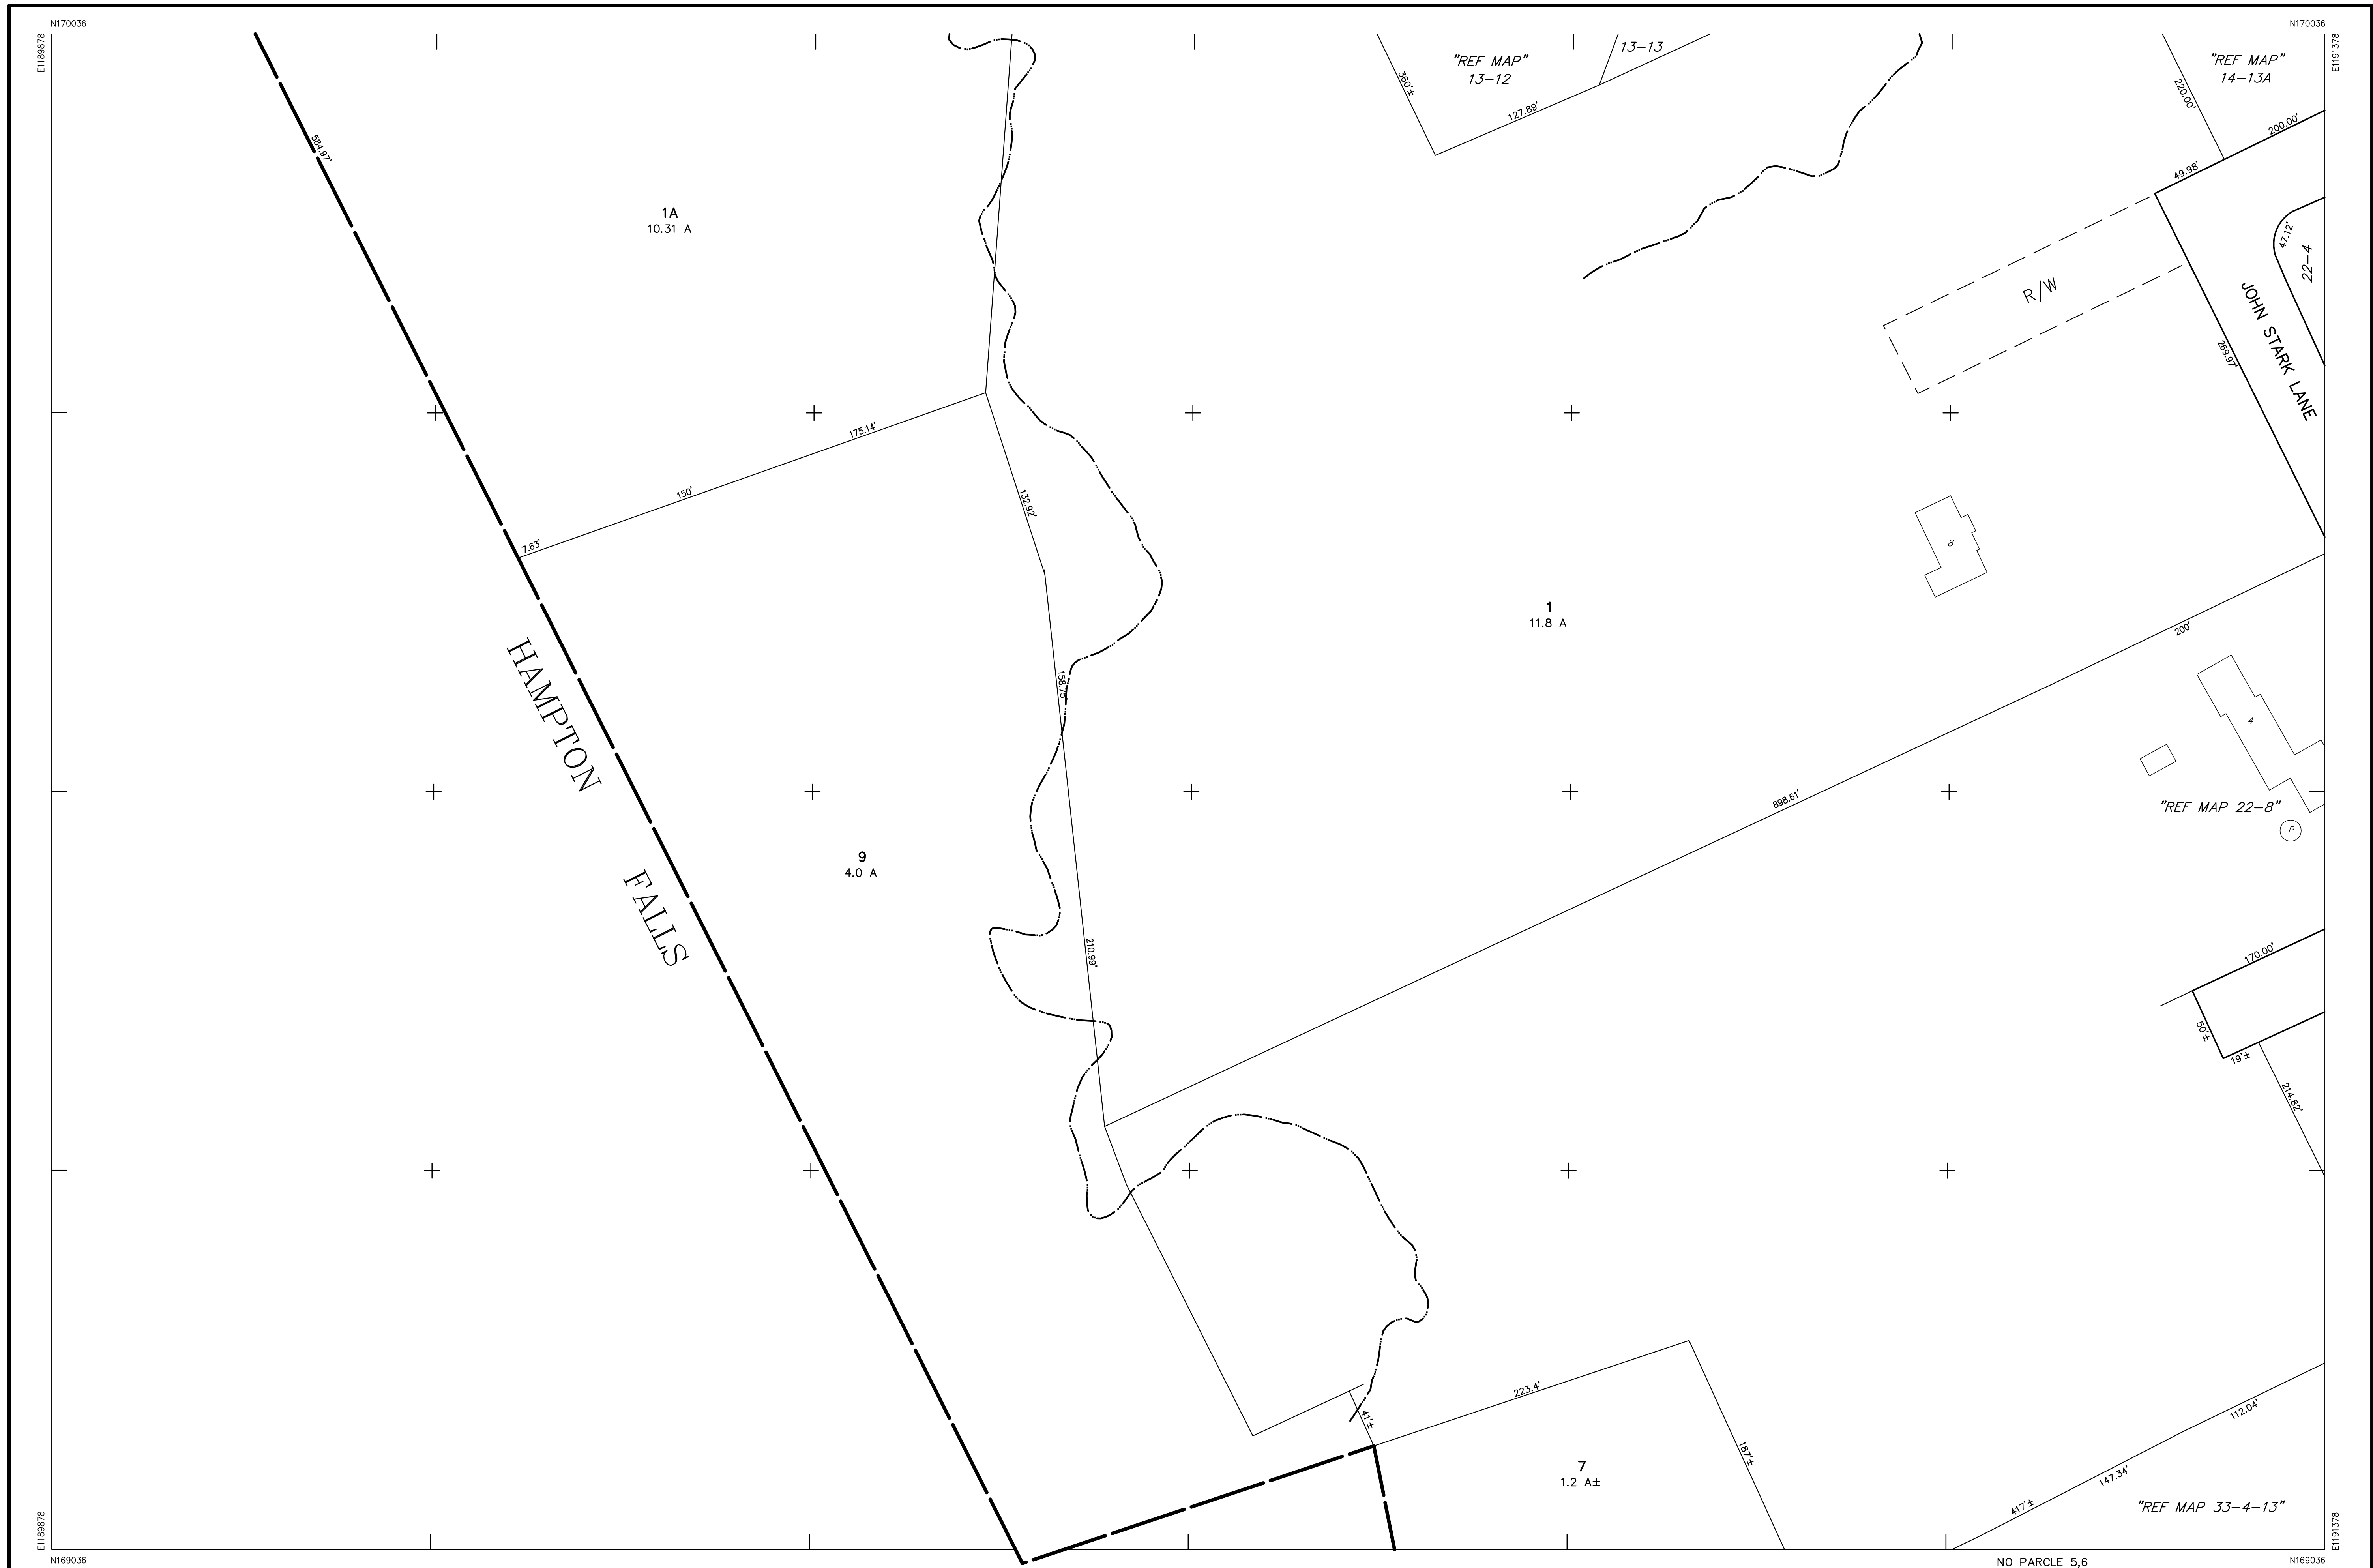 N170036
N170036
E1189878
E1191378
"REF MAP"
13-12
13-13
"REF MAP"
14-13A
360'±
127.89'
220.00'
200.00'
49.98'
584.97'
1A
10.31 A
47.12'
22-4
R/W
JOHN STARK LANE
269.97'
175.14'
150'
7.63'
132.92'
8
1
11.8 A
200'
HAMPTON
FALLS
158.75'
4
898.61'
"REF MAP 22-8"
P
9
4.0 A
210.99'
170.00'
50'±
19'±
214.82'
223.4'
41'±
187'±
7
1.2 A±
112.04'
147.34'
417'±
"REF MAP 33-4-13"
E1189878
E1191378
N169036
NO PARCLE 5,6
N169036